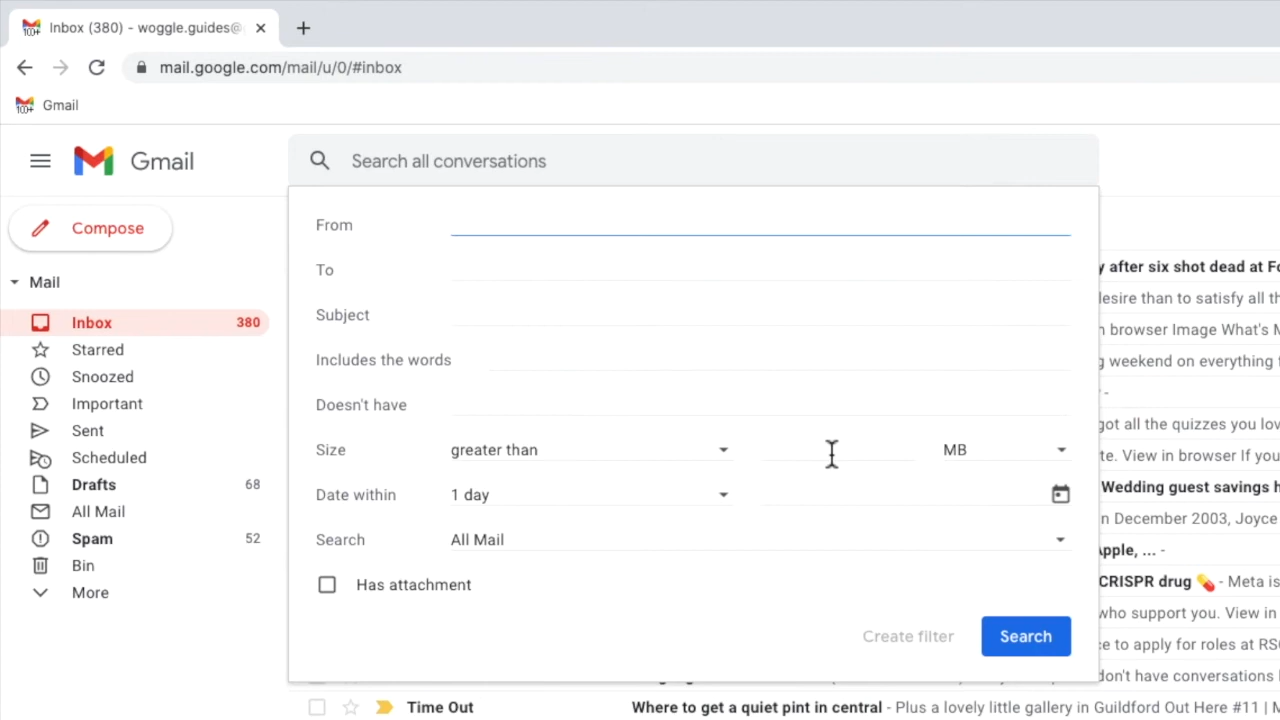 Inbox (380) - woggle.guides@
mail.google.com/mail/u/0/#inbox
100+ Gmail
Gmail
Search all conversations
Compose
Mail
Inbox 380
Starred
Snoozed
Important
Sent
Scheduled
Drafts 68
All Mail
Spam 52
Bin
More
From
To
Subject
Includes the words
Doesn't have
Size greater than MB
Date within 1 day
Search All Mail
Has attachment
Create filter Search
y after six shot dead at Fo
desire than to satisfy all th
n browser Image What's M
g weekend on everything f
-
got all the quizzes you lov
te. View in browser If you
Wedding guest savings h
n December 2003, Joyce
Apple, ... -
CRISPR drug 💊 - Meta is
who support you. View in
ce to apply for roles at RS
don't have conversations
Time Out Where to get a quiet pint in central - Plus a lovely little gallery in Guildford Out Here #11 |